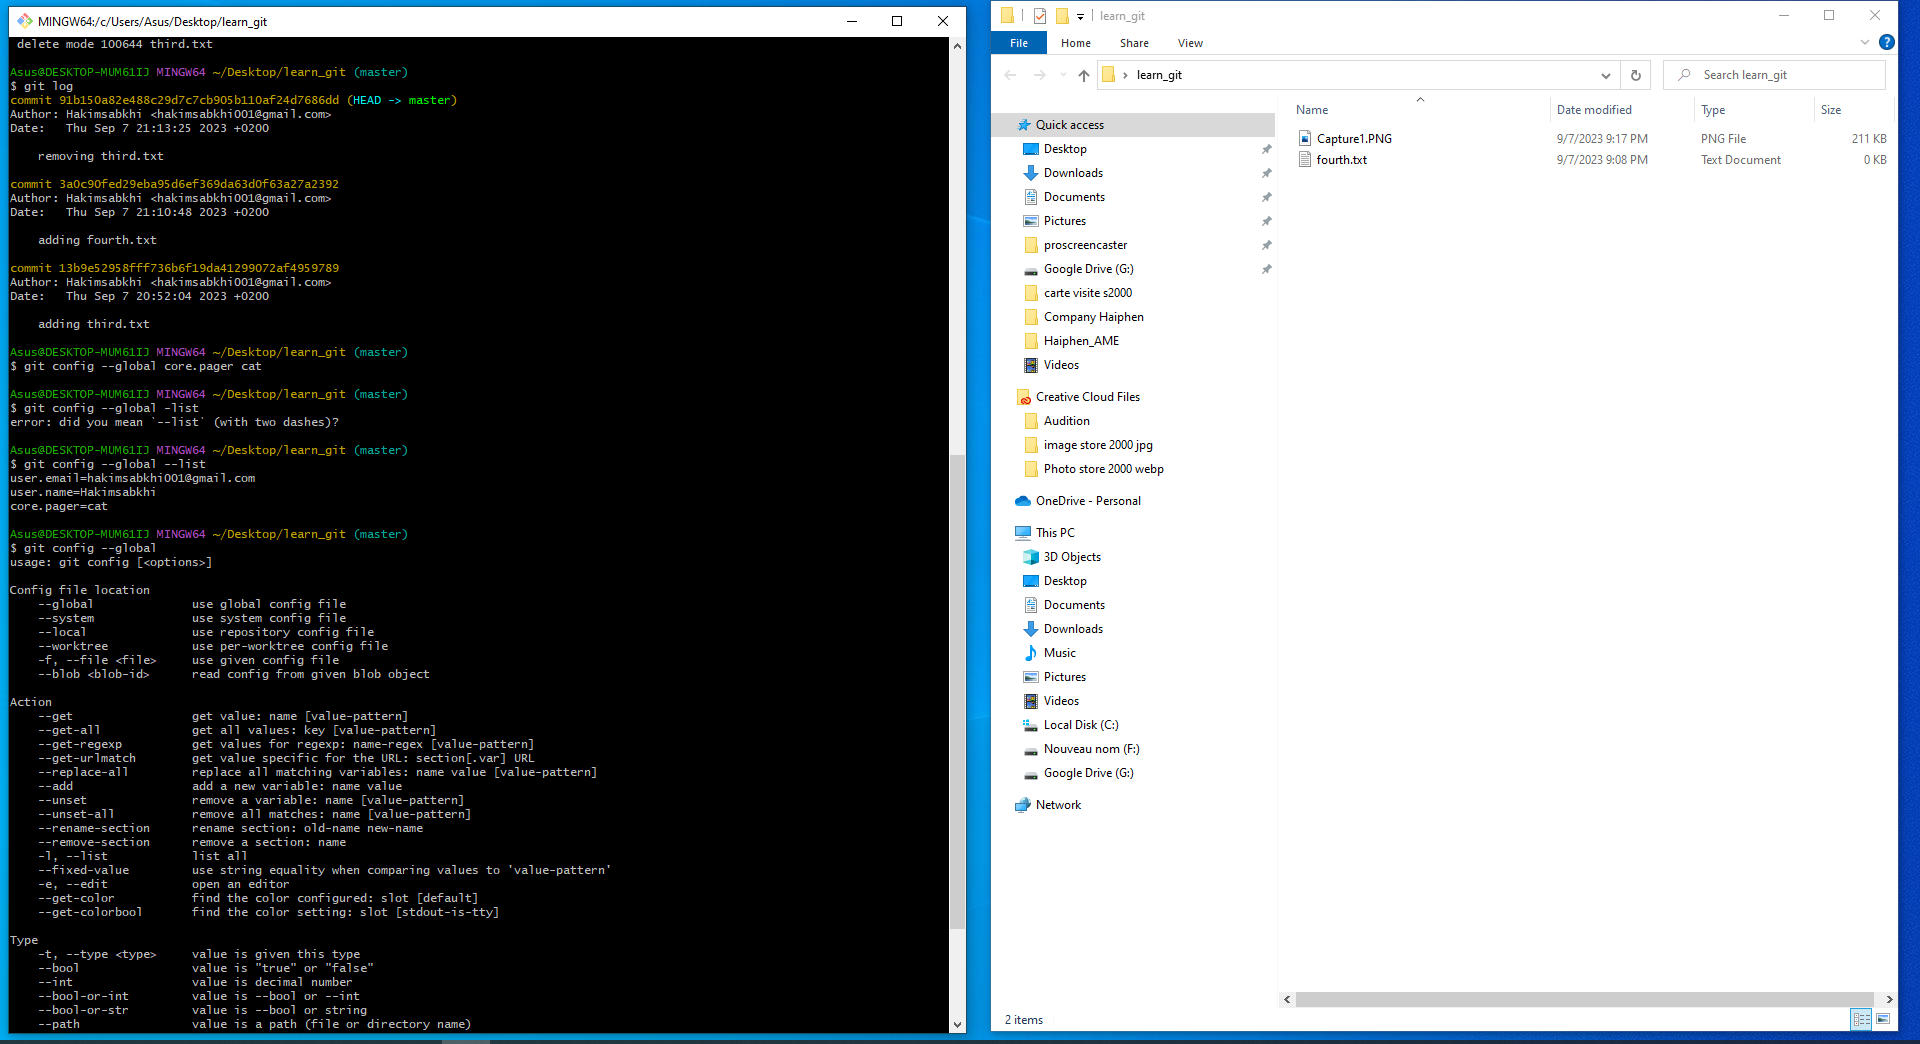 MINGW64:/c/Users/Asus/Desktop/learn_git
delete mode 100644 third.txt
Asus@DESKTOP-MUM61IJ MINGW64 ~/Desktop/learn_git (master)
$ git log
commit 91b150a82e488c29d7c7cb905b110af24d7686dd (HEAD -> master)
Author: Hakimsabkhi <hakimsabkhi001@gmail.com>
Date:   Thu Sep 7 21:13:25 2023 +0200
removing third.txt
commit 3a0c90fed29eba95d6ef369da63d0f63a27a2392
Author: Hakimsabkhi <hakimsabkhi001@gmail.com>
Date:   Thu Sep 7 21:10:48 2023 +0200
adding fourth.txt
commit 13b9e52958fff736b6f19da41299072af4959789
Author: Hakimsabkhi <hakimsabkhi001@gmail.com>
Date:   Thu Sep 7 20:52:04 2023 +0200
adding third.txt
Asus@DESKTOP-MUM61IJ MINGW64 ~/Desktop/learn_git (master)
$ git config --global core.pager cat
Asus@DESKTOP-MUM61IJ MINGW64 ~/Desktop/learn_git (master)
$ git config --global -list
error: did you mean `--list` (with two dashes)?
Asus@DESKTOP-MUM61IJ MINGW64 ~/Desktop/learn_git (master)
$ git config --global --list
user.email=hakimsabkhi001@gmail.com
user.name=Hakimsabkhi
core.pager=cat
Asus@DESKTOP-MUM61IJ MINGW64 ~/Desktop/learn_git (master)
$ git config --global
usage: git config [<options>]
Config file location
--global              use global config file
--system              use system config file
--local               use repository config file
--worktree            use per-worktree config file
-f, --file <file>     use given config file
--blob <blob-id>      read config from given blob object
Action
--get                 get value: name [value-pattern]
--get-all             get all values: key [value-pattern]
--get-regexp          get values for regexp: name-regex [value-pattern]
--get-urlmatch        get value specific for the URL: section[.var] URL
--replace-all         replace all matching variables: name value [value-pattern]
--add                 add a new variable: name value
--unset               remove a variable: name [value-pattern]
--unset-all           remove all matches: name [value-pattern]
--rename-section      rename section: old-name new-name
--remove-section      remove a section: name
-l, --list            list all
--fixed-value         use string equality when comparing values to 'value-pattern'
-e, --edit            open an editor
--get-color           find the color configured: slot [default]
--get-colorbool       find the color setting: slot [stdout-is-tty]
Type
-t, --type <type>     value is given this type
--bool                value is "true" or "false"
--int                 value is decimal number
--bool-or-int         value is --bool or --int
--bool-or-str         value is --bool or string
--path                value is a path (file or directory name)
learn_git
File Home Share View
learn_git
Search learn_git
Name Date modified Type Size
Capture1.PNG 9/7/2023 9:17 PM PNG File 211 KB
fourth.txt 9/7/2023 9:08 PM Text Document 0 KB
Quick access
Desktop
Downloads
Documents
Pictures
proscreencaster
Google Drive (G:)
carte visite s2000
Company Haiphen
Haiphen_AME
Videos
Creative Cloud Files
Audition
image store 2000 jpg
Photo store 2000 webp
OneDrive - Personal
This PC
3D Objects
Desktop
Documents
Downloads
Music
Pictures
Videos
Local Disk (C:)
Nouveau nom (F:)
Google Drive (G:)
Network
2 items